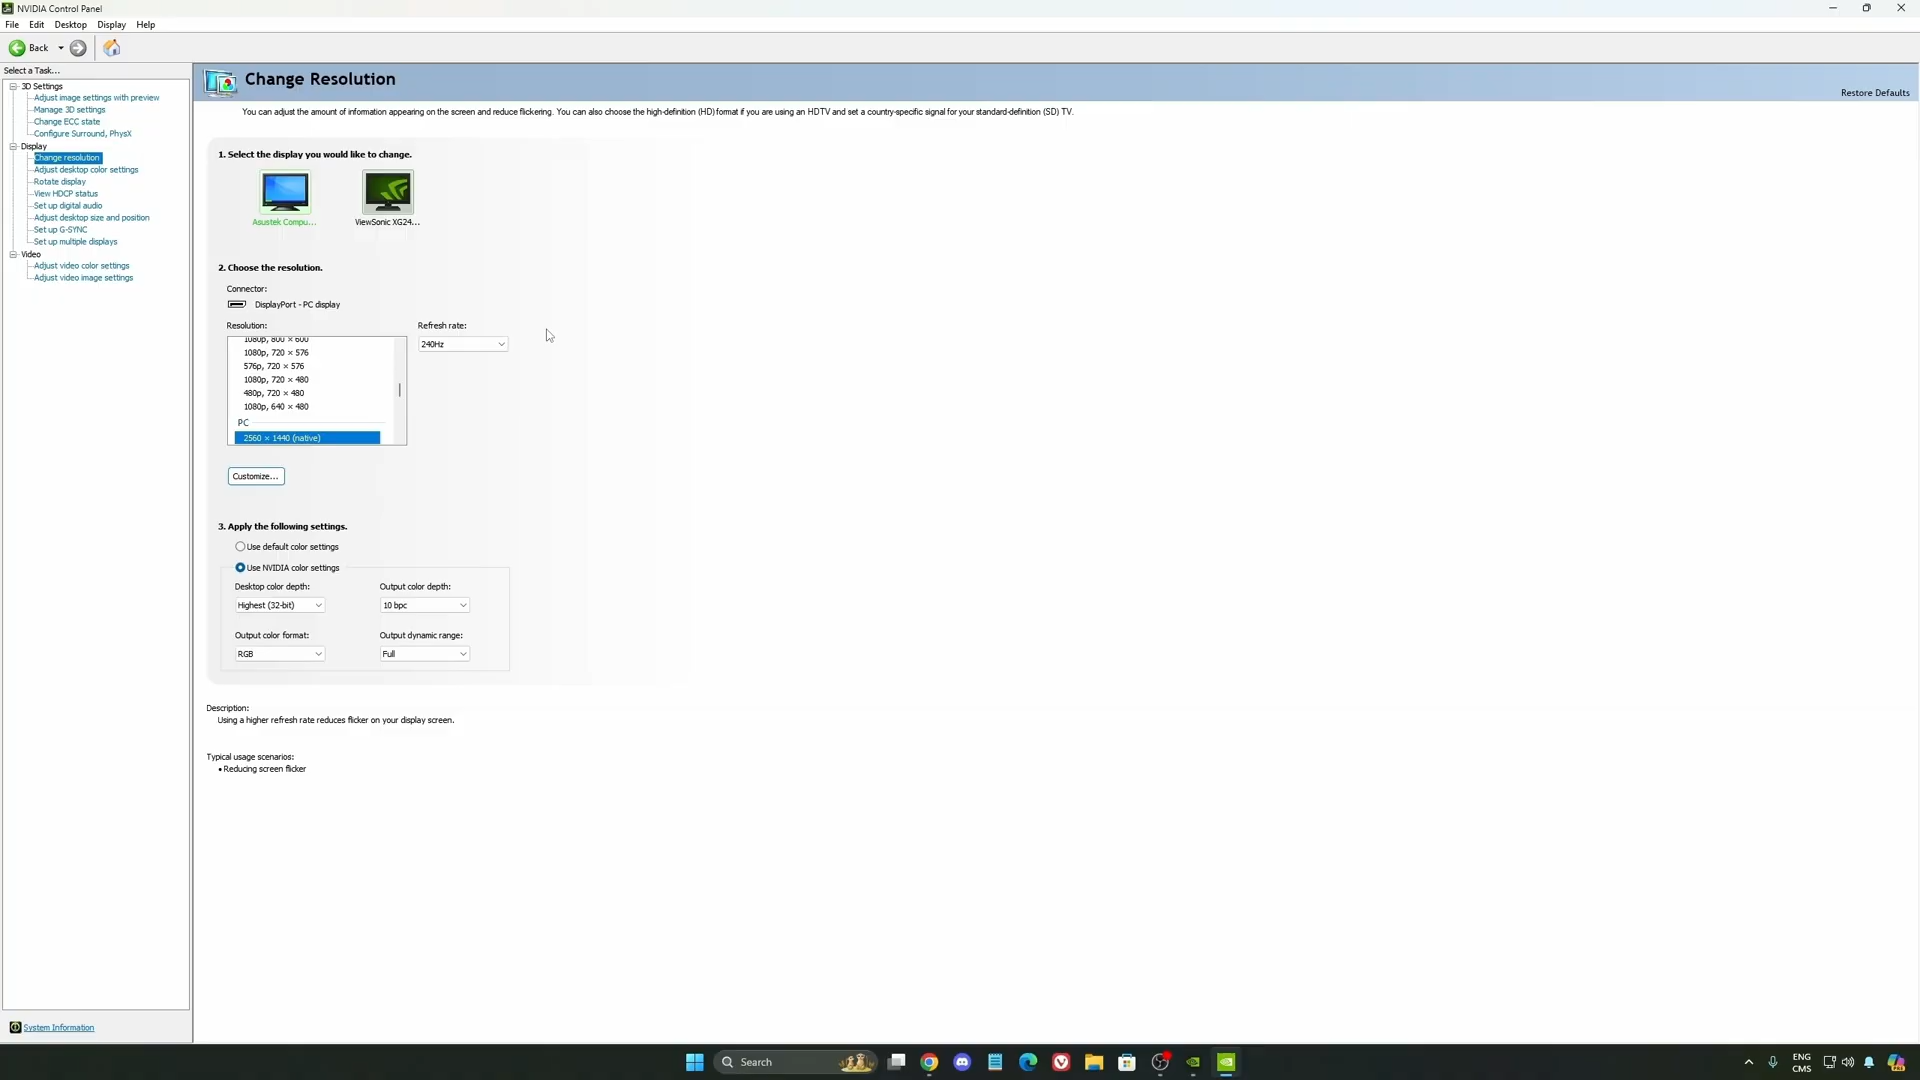 NVIDIA Control Panel
File Edit Desktop Display Help
Back
Select a Task...
3D Settings
Adjust image settings with preview
Manage 3D settings
Change ECC state
Configure Surround, PhysX
Display
Change resolution
Adjust desktop color settings
Rotate display
View HDCP status
Set up digital audio
Adjust desktop size and position
Set up G-SYNC
Set up multiple displays
Video
Adjust video color settings
Adjust video image settings
System Information
Change Resolution
Restore Defaults
You can adjust the amount of information appearing on the screen and reduce flickering. You can also choose the high-definition (HD) format if you are using an HDTV and set a country-specific signal for your standard-definition (SD) TV.
1. Select the display you would like to change.
Asustek Compu... ViewSonic XG24...
2. Choose the resolution.
Connector:
DisplayPort - PC display
Resolution: Refresh rate:
240Hz
1080p, 800 × 600
1080p, 720 × 576
576p, 720 × 576
1080p, 720 × 480
480p, 720 × 480
1080p, 640 × 480
PC
2560 × 1440 (native)
Customize...
3. Apply the following settings.
Use default color settings
Use NVIDIA color settings
Desktop color depth: Output color depth:
Highest (32-bit) 10 bpc
Output color format: Output dynamic range:
RGB Full
Description:
Using a higher refresh rate reduces flicker on your display screen.
Typical usage scenarios:
• Reducing screen flicker
Search
ENG
CMS